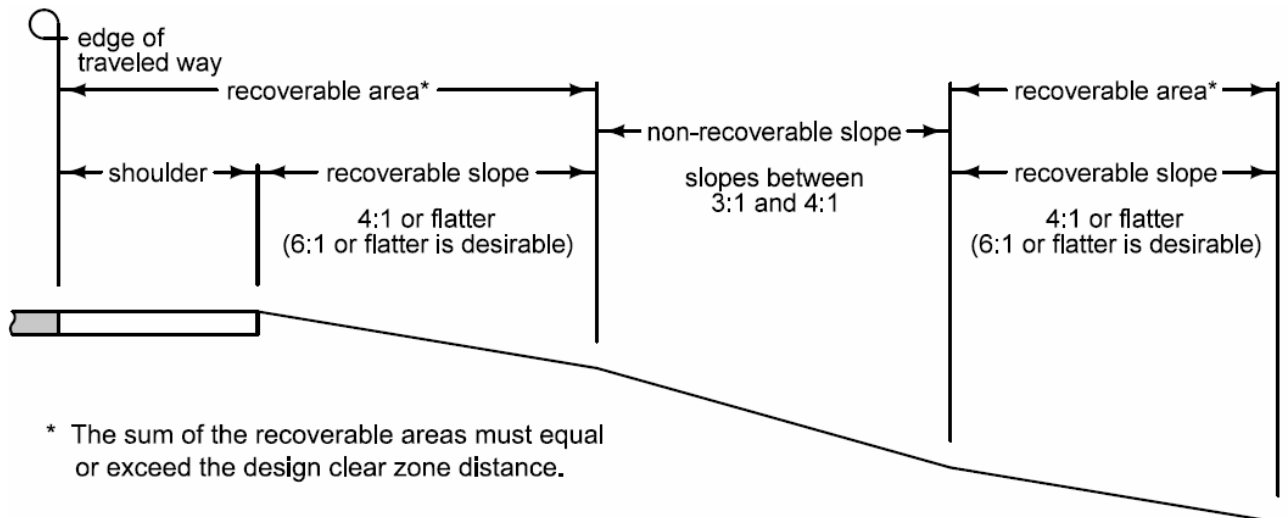 edge of
traveled way
recoverable area*
recoverable area*
non-recoverable slope
shoulder
recoverable slope
slopes between
3:1 and 4:1
recoverable slope
4:1 or flatter
(6:1 or flatter is desirable)
4:1 or flatter
(6:1 or flatter is desirable)
* The sum of the recoverable areas must equal
or exceed the design clear zone distance.